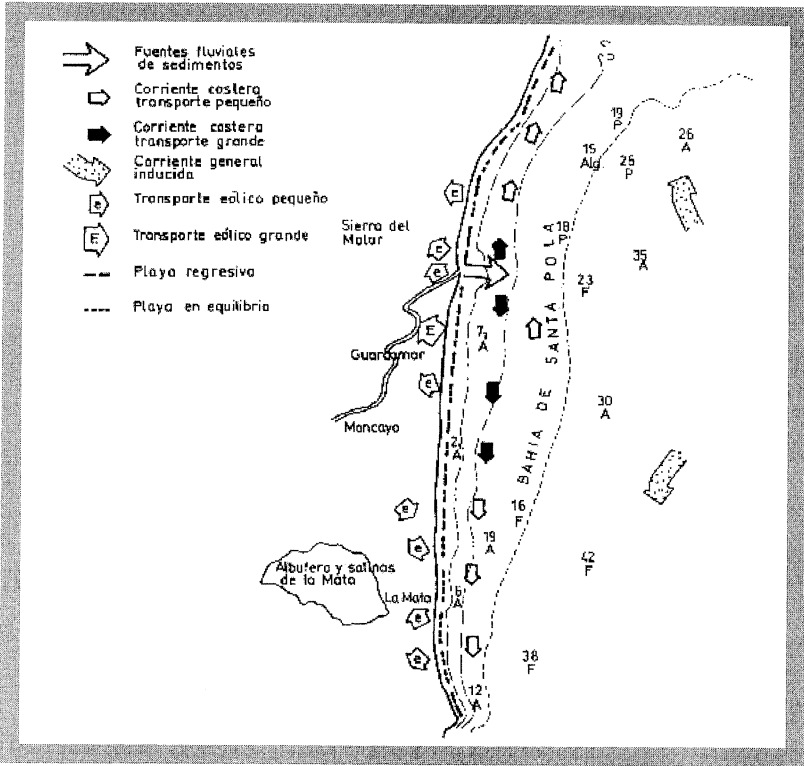 Fuentes fluviales
de sedimentos
Corriente costera
transporte pequeño
Corriente costera
transporte grande
Corriente general
inducida
e Transporte eólico pequeño
E Transporte eólico grande
Playa regresiva
Playa en equilibrio
Sierra del
Molar
Guardamar
Moncayo
Albufera y salinas
de la Mata
La Mata
BAHIA DE SANTA POLA
e
e
e
E
e
e
e
e
e
19
P
26
A
15
Alg
25
P
18
P
35
A
23
F
7
A
30
A
2
A
16
F
19
A
42
F
6
A
38
F
12
A